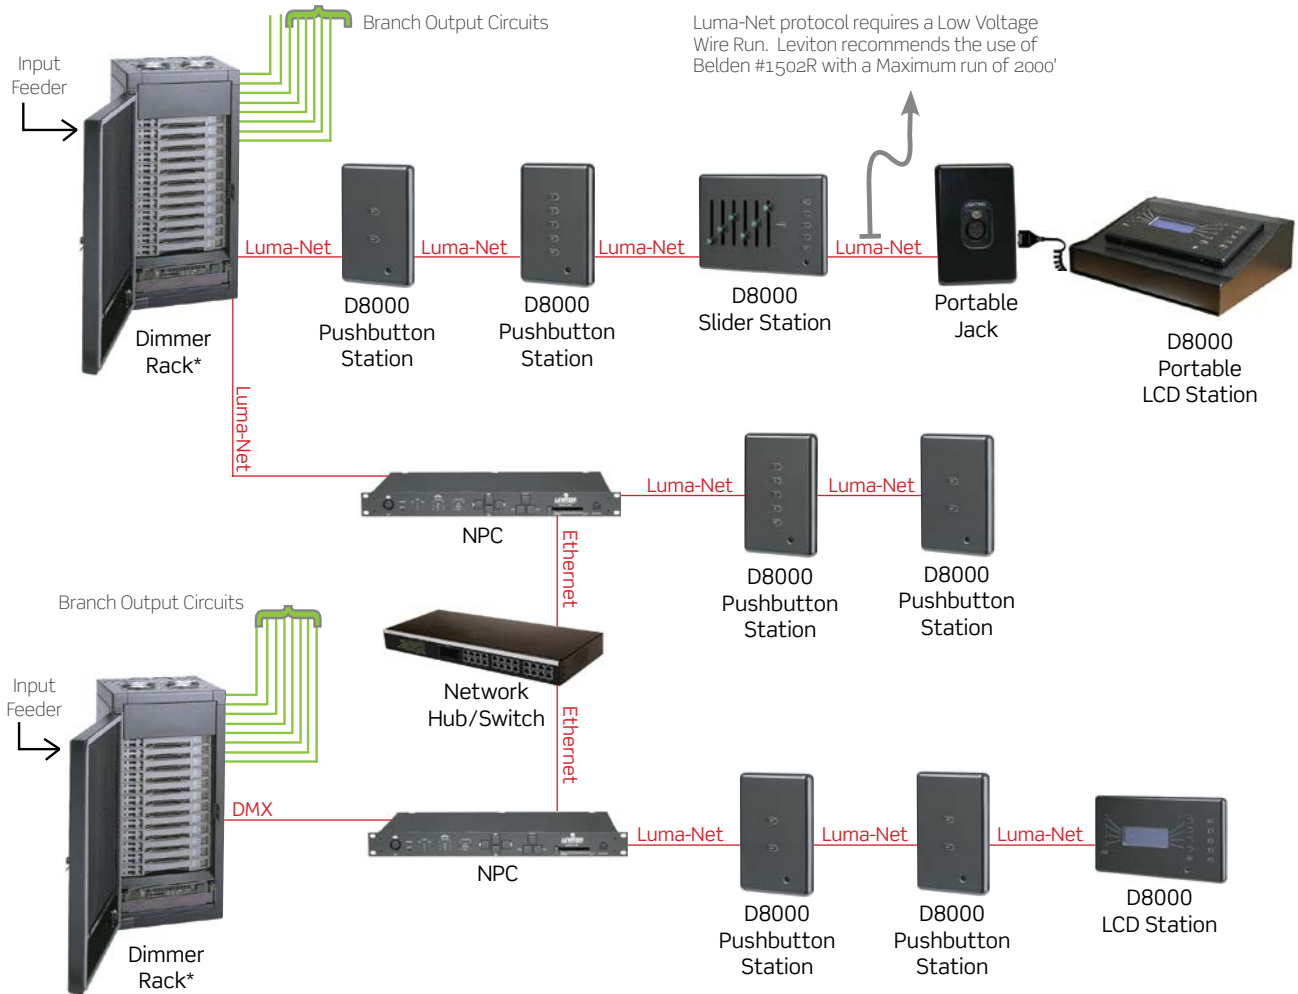 Branch Output Circuits
Luma-Net protocol requires a Low Voltage
Wire Run. Leviton recommends the use of
Belden #1502R with a Maximum run of 2000'
Input
Feeder
LIGHTING
Luma-Net
Luma-Net
Luma-Net
Luma-Net
Dimmer
Rack*
D8000
Pushbutton
Station
D8000
Pushbutton
Station
D8000
Slider Station
Portable
Jack
D8000
Portable
LCD Station
Luma-Net
LEVITON
NPC
Luma-Net
Luma-Net
D8000
Pushbutton
Station
D8000
Pushbutton
Station
Ethernet
Network
Hub/Switch
Ethernet
Branch Output Circuits
Input
Feeder
DMX
Dimmer
Rack*
LEVITON
NPC
Luma-Net
Luma-Net
Luma-Net
D8000
Pushbutton
Station
D8000
Pushbutton
Station
D8000
LCD Station